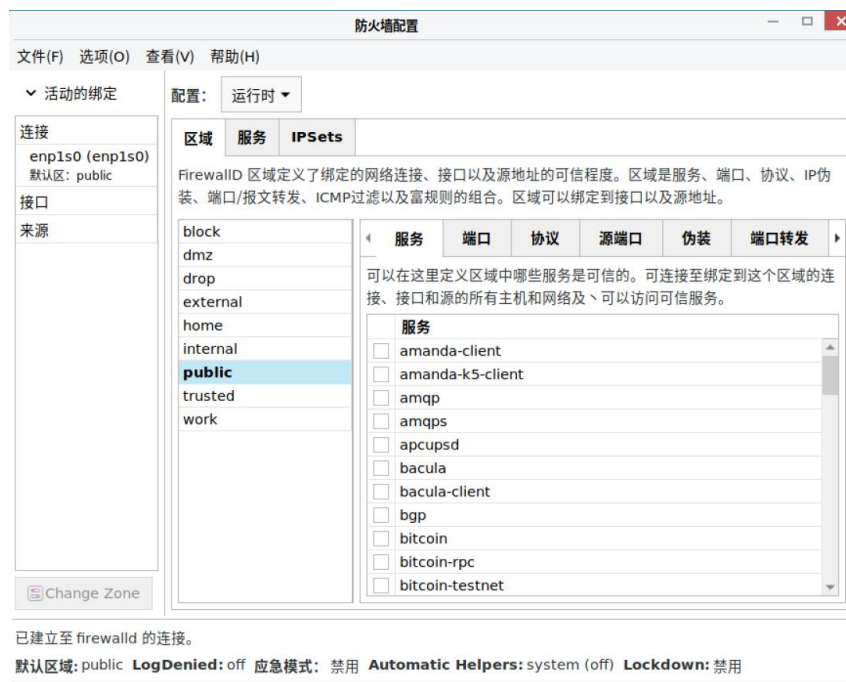 防火墙配置
文件(F) 选项(O) 查看(V) 帮助(H)
活动的绑定
连接
enp1s0 (enp1s0)
默认区: public
接口
来源
Change Zone
配置： 运行时
区域 服务 IPSets
FirewallD 区域定义了绑定的网络连接、接口以及源地址的可信程度。区域是服务、端口、协议、IP伪
装、端口/报文转发、ICMP过滤以及富规则的组合。区域可以绑定到接口以及源地址。
block
dmz
drop
external
home
internal
public
trusted
work
服务 端口 协议 源端口 伪装 端口转发
可以在这里定义区域中哪些服务是可信的。可连接至绑定到这个区域的连
接、接口和源的所有主机和网络及丶可以访问可信服务。
服务
amanda-client
amanda-k5-client
amqp
amqps
apcupsd
bacula
bacula-client
bgp
bitcoin
bitcoin-rpc
bitcoin-testnet
已建立至 firewalld 的连接。
默认区域: public LogDenied: off 应急模式： 禁用 Automatic Helpers: system (off) Lockdown: 禁用